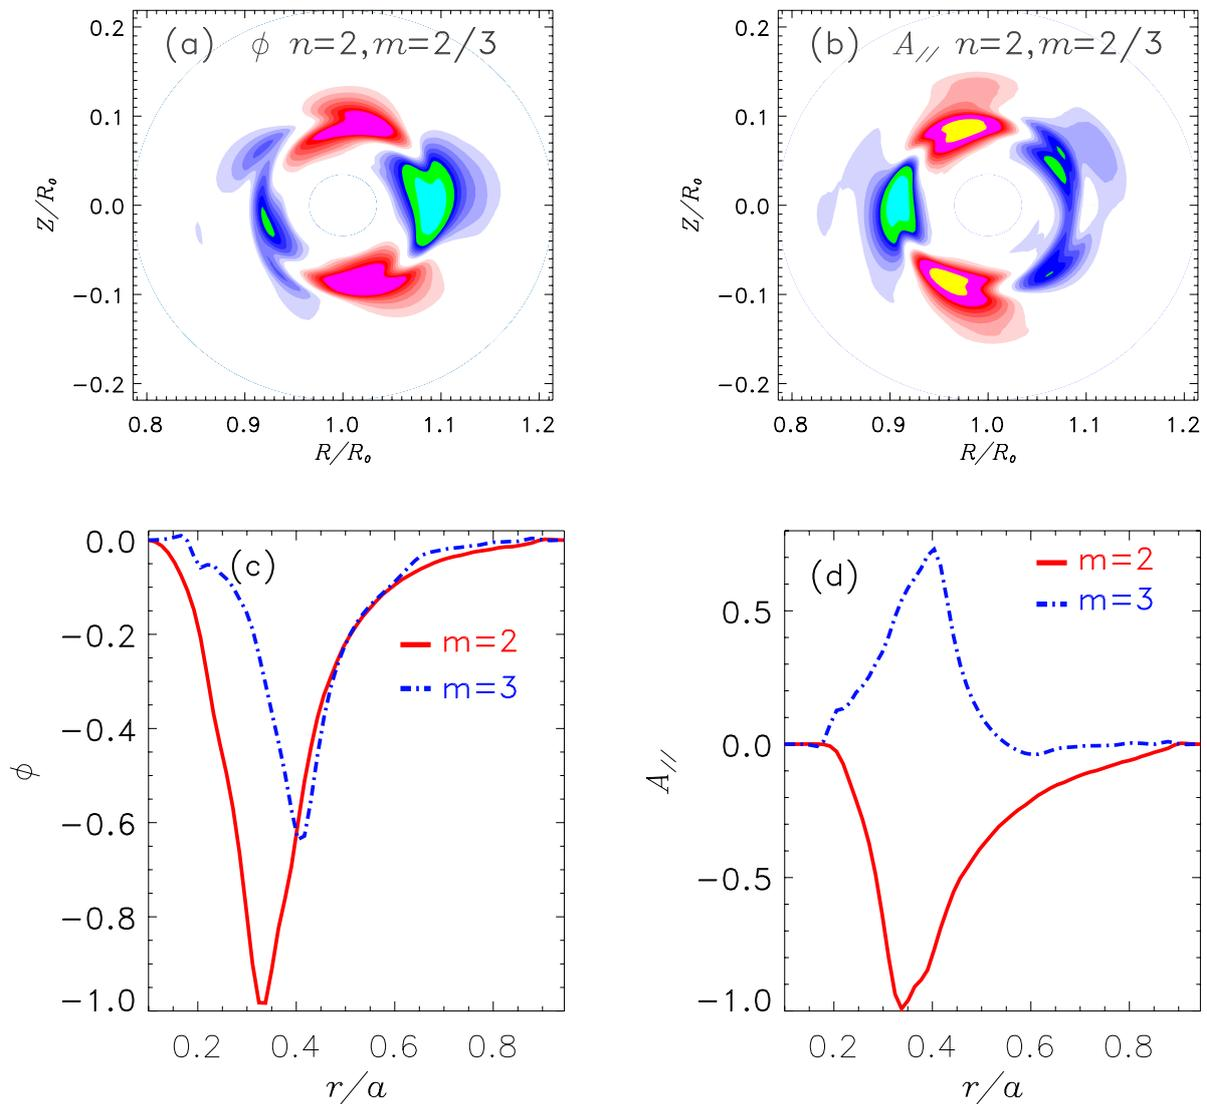 (a) ϕ n=2,m=2/3
0.2
0.1
0.0
−0.1
−0.2
Z/R₀
0.8 0.9 1.0 1.1 1.2
R/R₀
(b) A// n=2,m=2/3
0.2
0.1
0.0
−0.1
−0.2
Z/R₀
0.8 0.9 1.0 1.1 1.2
R/R₀
(c)
0.0
−0.2
−0.4
−0.6
−0.8
−1.0
ϕ
m=2
m=3
0.2 0.4 0.6 0.8
r/a
(d)
m=2
m=3
0.5
0.0
−0.5
−1.0
A//
0.2 0.4 0.6 0.8
r/a